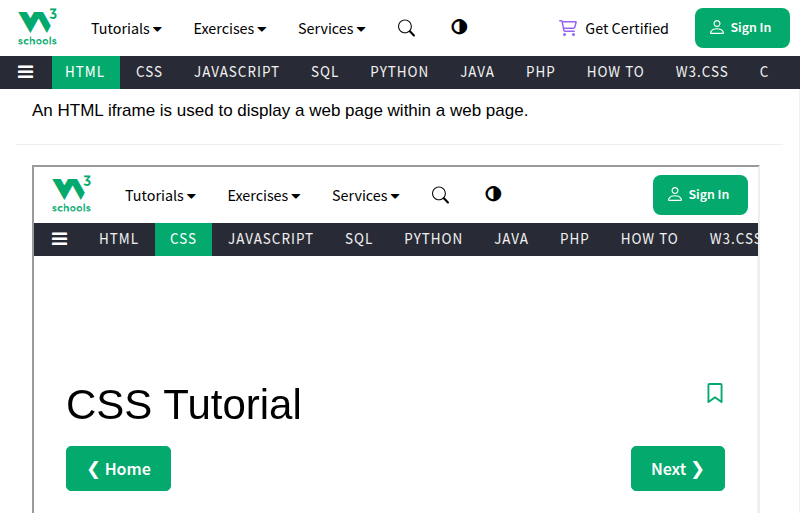 3
schools
Tutorials Exercises Services Get Certified Sign In
HTML CSS JAVASCRIPT SQL PYTHON JAVA PHP HOW TO W3.CSS C
An HTML iframe is used to display a web page within a web page.
3
schools
Tutorials Exercises Services Sign In
HTML CSS JAVASCRIPT SQL PYTHON JAVA PHP HOW TO W3.CSS
CSS Tutorial
❮ Home Next ❯